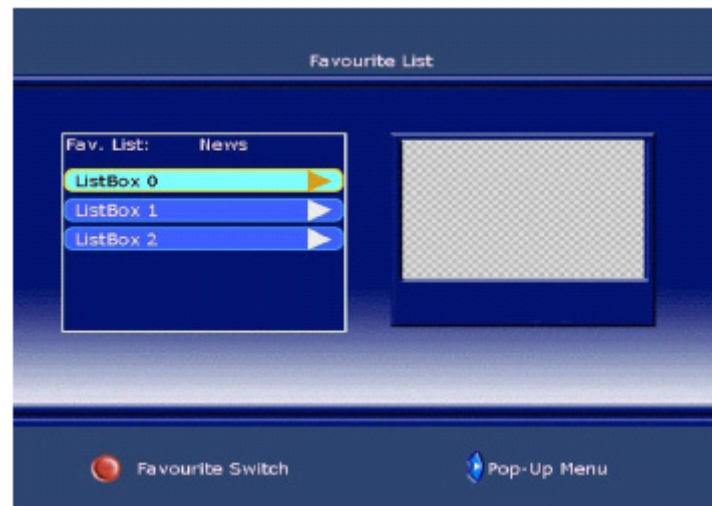 Favourite List
Fav. List: News
ListBox 0
ListBox 1
ListBox 2
Favourite Switch
Pop-Up Menu